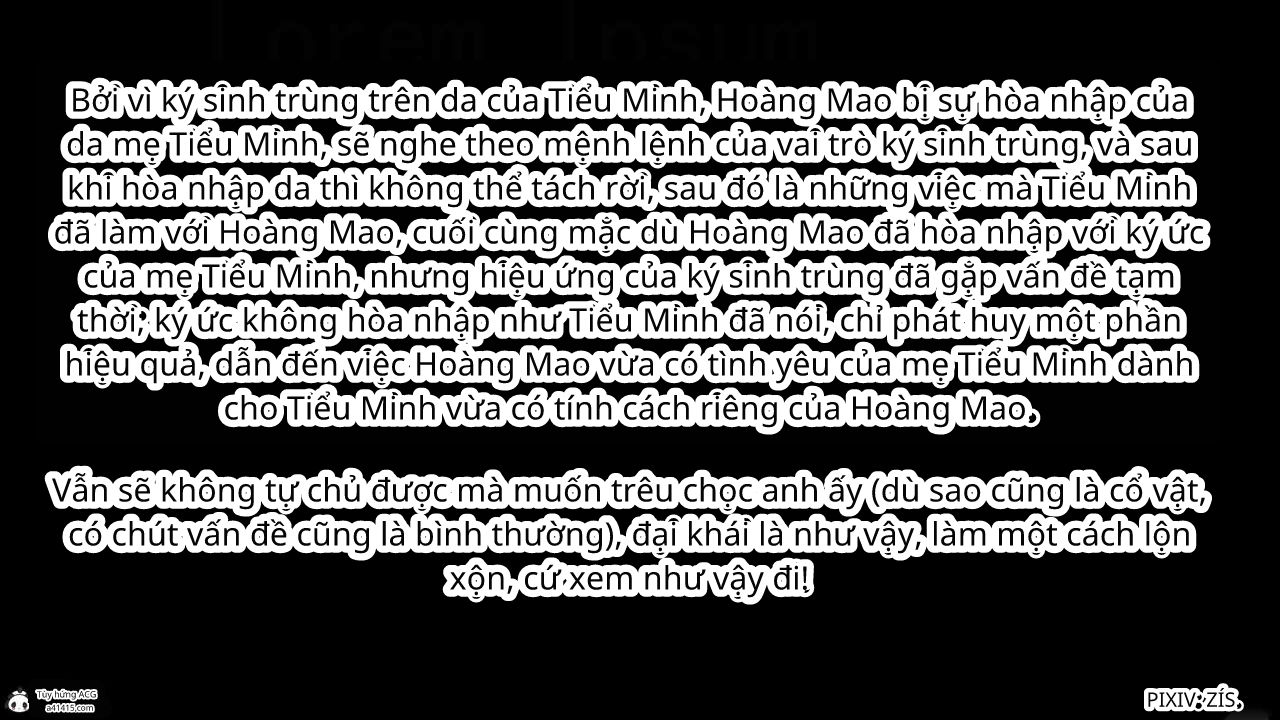 Lorem Ipsum
Bởi vì ký sinh trùng trên da của Tiểu Minh, Hoàng Mao bị sự hòa nhập của
da mẹ Tiểu Minh, sẽ nghe theo mệnh lệnh của vai trò ký sinh trùng, và sau
khi hòa nhập da thì không thể tách rời, sau đó là những việc mà Tiểu Minh
đã làm với Hoàng Mao, cuối cùng mặc dù Hoàng Mao đã hòa nhập với ký ức
của mẹ Tiểu Minh, nhưng hiệu ứng của ký sinh trùng đã gặp vấn đề tạm
thời; ký ức không hòa nhập như Tiểu Minh đã nói, chỉ phát huy một phần
hiệu quả, dẫn đến việc Hoàng Mao vừa có tình yêu của mẹ Tiểu Minh dành
cho Tiểu Minh vừa có tính cách riêng của Hoàng Mao.
Vẫn sẽ không tự chủ được mà muốn trêu chọc anh ấy (dù sao cũng là cổ vật,
có chút vấn đề cũng là bình thường), đại khái là như vậy, làm một cách lộn
xộn, cứ xem như vậy đi!
Tùy hứng ACG
a41415.com
PIXIV: ZÍS.